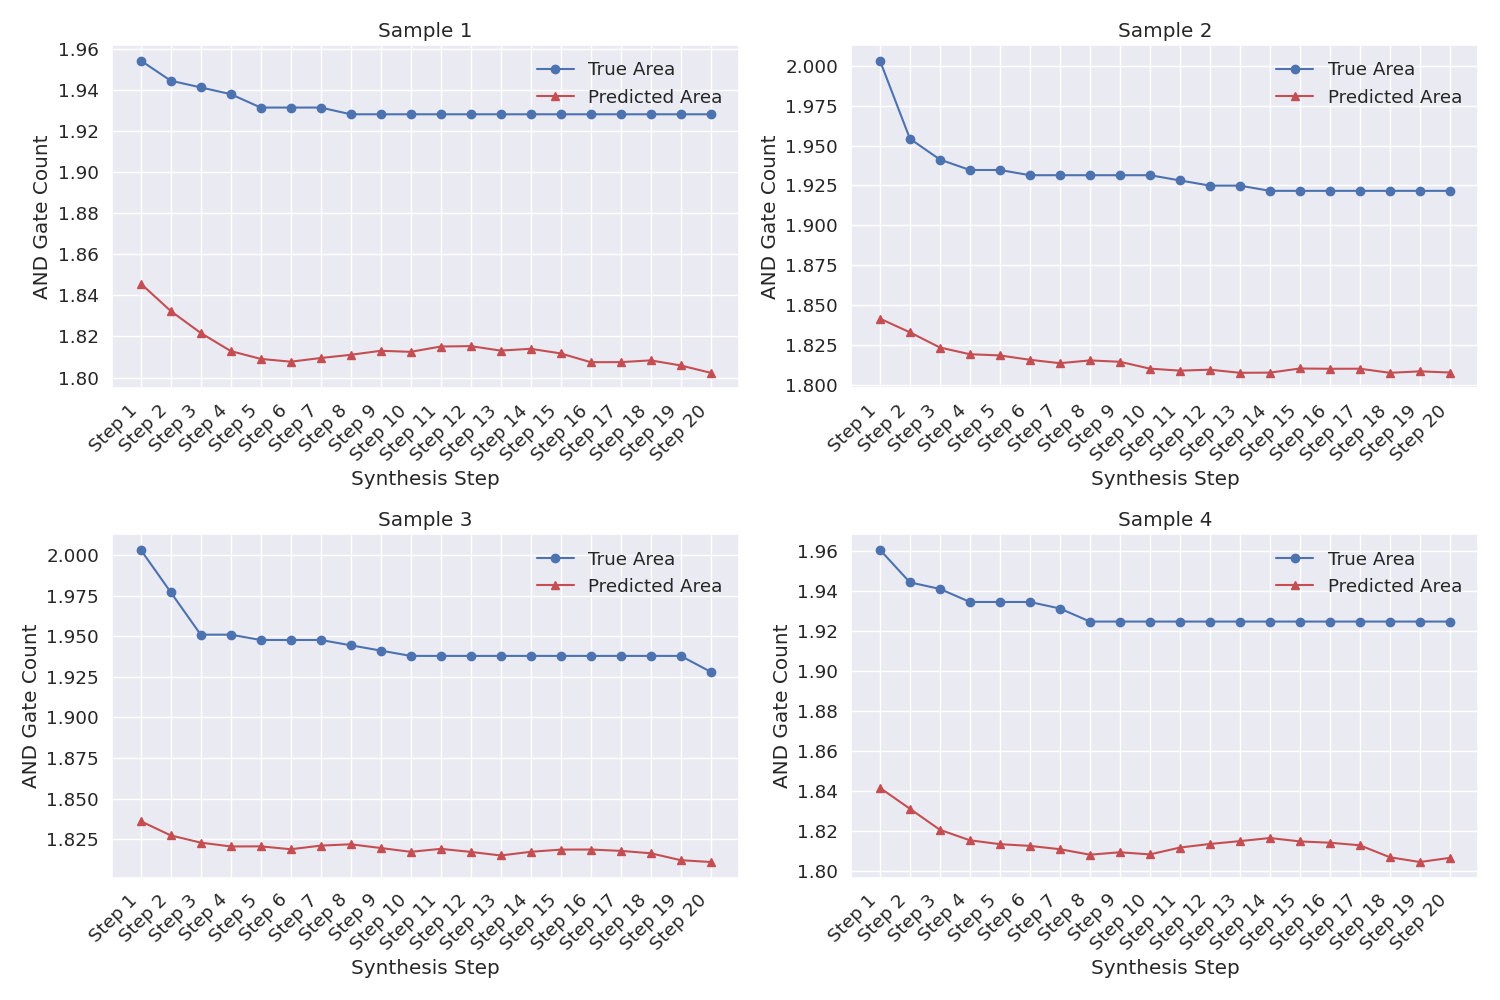 Sample 1
AND Gate Count
1.96
1.94
1.92
1.90
1.88
1.86
1.84
1.82
1.80
True Area
Predicted Area
Step 1
Step 2
Step 3
Step 4
Step 5
Step 6
Step 7
Step 8
Step 9
Step 10
Step 11
Step 12
Step 13
Step 14
Step 15
Step 16
Step 17
Step 18
Step 19
Step 20
Synthesis Step
Sample 2
AND Gate Count
2.000
1.975
1.950
1.925
1.900
1.875
1.850
1.825
1.800
True Area
Predicted Area
Step 1
Step 2
Step 3
Step 4
Step 5
Step 6
Step 7
Step 8
Step 9
Step 10
Step 11
Step 12
Step 13
Step 14
Step 15
Step 16
Step 17
Step 18
Step 19
Step 20
Synthesis Step
Sample 3
AND Gate Count
2.000
1.975
1.950
1.925
1.900
1.875
1.850
1.825
True Area
Predicted Area
Step 1
Step 2
Step 3
Step 4
Step 5
Step 6
Step 7
Step 8
Step 9
Step 10
Step 11
Step 12
Step 13
Step 14
Step 15
Step 16
Step 17
Step 18
Step 19
Step 20
Synthesis Step
Sample 4
AND Gate Count
1.96
1.94
1.92
1.90
1.88
1.86
1.84
1.82
1.80
True Area
Predicted Area
Step 1
Step 2
Step 3
Step 4
Step 5
Step 6
Step 7
Step 8
Step 9
Step 10
Step 11
Step 12
Step 13
Step 14
Step 15
Step 16
Step 17
Step 18
Step 19
Step 20
Synthesis Step